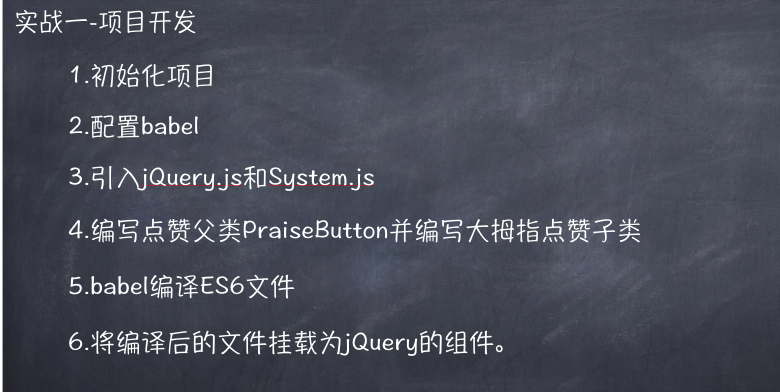 实战一-项目开发
1.初始化项目
2.配置babel
3.引入jQuery.js和System.js
4.编写点赞父类PraiseButton并编写大拇指点赞子类
5.babel编译ES6文件
6.将编译后的文件挂载为jQuery的组件。